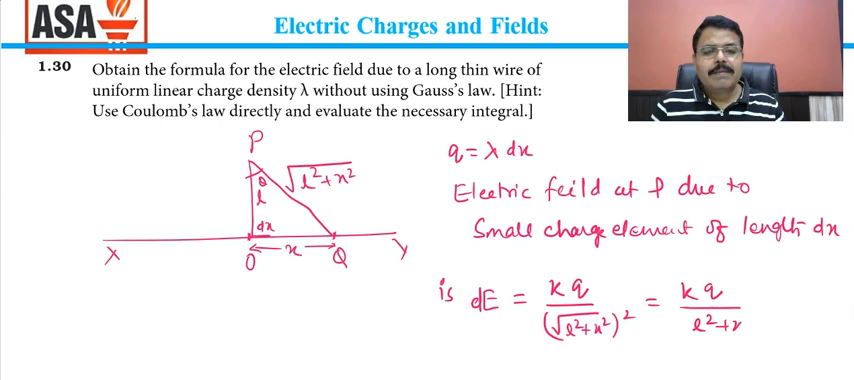 ASA
Electric Charges and Fields
1.30 Obtain the formula for the electric field due to a long thin wire of
uniform linear charge density λ without using Gauss's law. [Hint:
Use Coulomb's law directly and evaluate the necessary integral.]
P
θ
l
√l²+x²
dx
X O x Q Y
q = λ dx
Electric feild at P due to
Small charge element of length dx
is dE = kq/(√l²+x²)² = kq/l²+